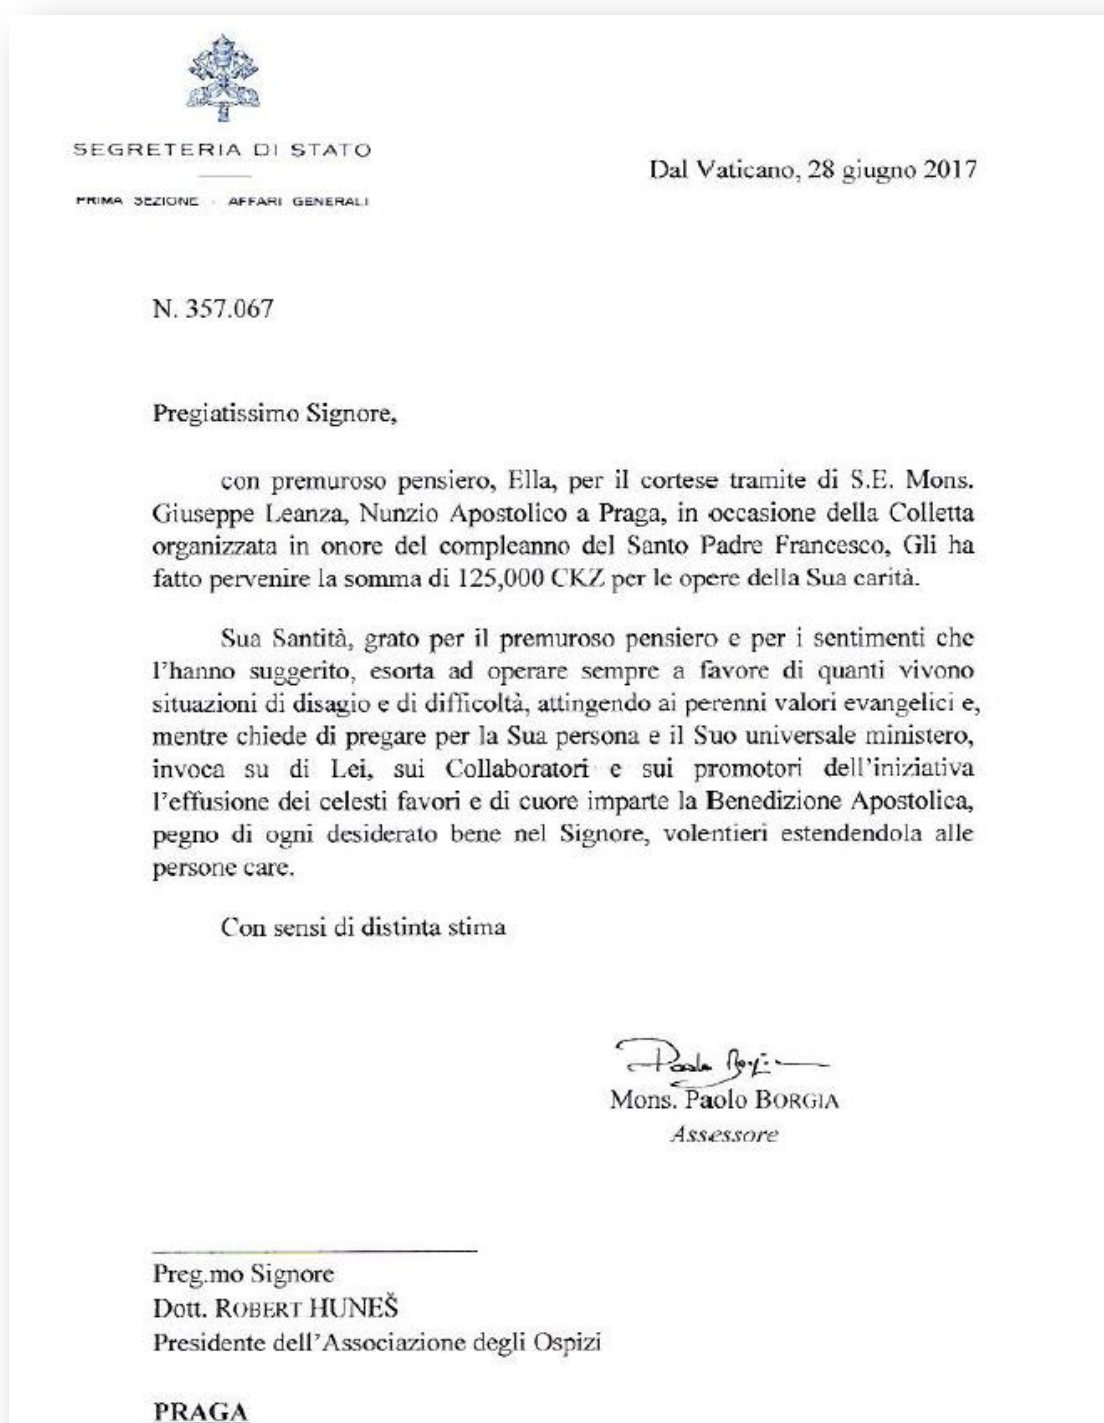 SEGRETERIA DI STATO
PRIMA SEZIONE · AFFARI GENERALI
Dal Vaticano, 28 giugno 2017
N. 357.067
Pregiatissimo Signore,
con premuroso pensiero, Ella, per il cortese tramite di S.E. Mons.
Giuseppe Leanza, Nunzio Apostolico a Praga, in occasione della Colletta
organizzata in onore del compleanno del Santo Padre Francesco, Gli ha
fatto pervenire la somma di 125,000 CKZ per le opere della Sua carità.
Sua Santità, grato per il premuroso pensiero e per i sentimenti che
l'hanno suggerito, esorta ad operare sempre a favore di quanti vivono
situazioni di disagio e di difficoltà, attingendo ai perenni valori evangelici e,
mentre chiede di pregare per la Sua persona e il Suo universale ministero,
invoca su di Lei, sui Collaboratori e sui promotori dell'iniziativa
l'effusione dei celesti favori e di cuore imparte la Benedizione Apostolica,
pegno di ogni desiderato bene nel Signore, volentieri estendendola alle
persone care.
Con sensi di distinta stima
Paolo Borgia
Mons. Paolo BORGIA
Assessore
Preg.mo Signore
Dott. ROBERT HUNEŠ
Presidente dell'Associazione degli Ospizi
PRAGA